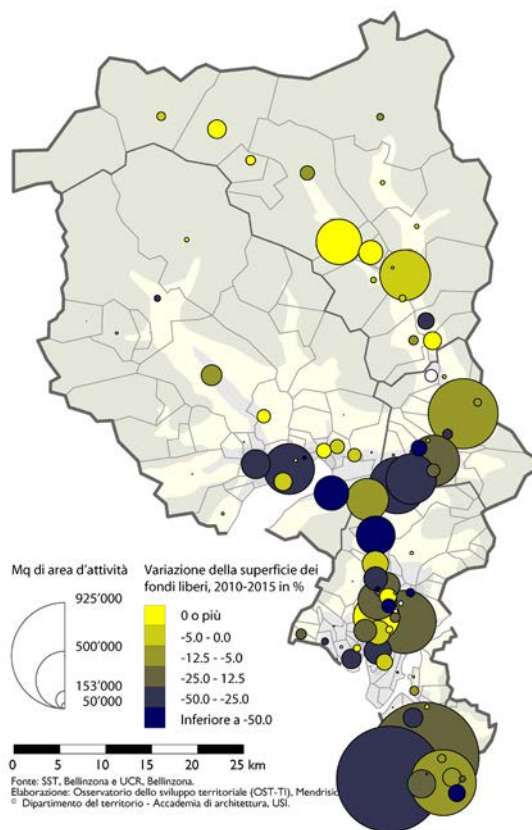 Mq di area d'attività
925'000
500'000
153'000
50'000
Variazione della superficie dei
fondi liberi, 2010-2015 in %
0 o più
-5.0 - 0.0
-12.5 - -5.0
-25.0 - 12.5
-50.0 - -25.0
Inferiore a -50.0
0 5 10 15 20 25
km
Fonte: SST, Bellinzona e UCR, Bellinzona.
Elaborazione: Osservatorio dello sviluppo territoriale (OST-TI), Mendrisio
© Dipartimento del territorio - Accademia di architettura, USI.